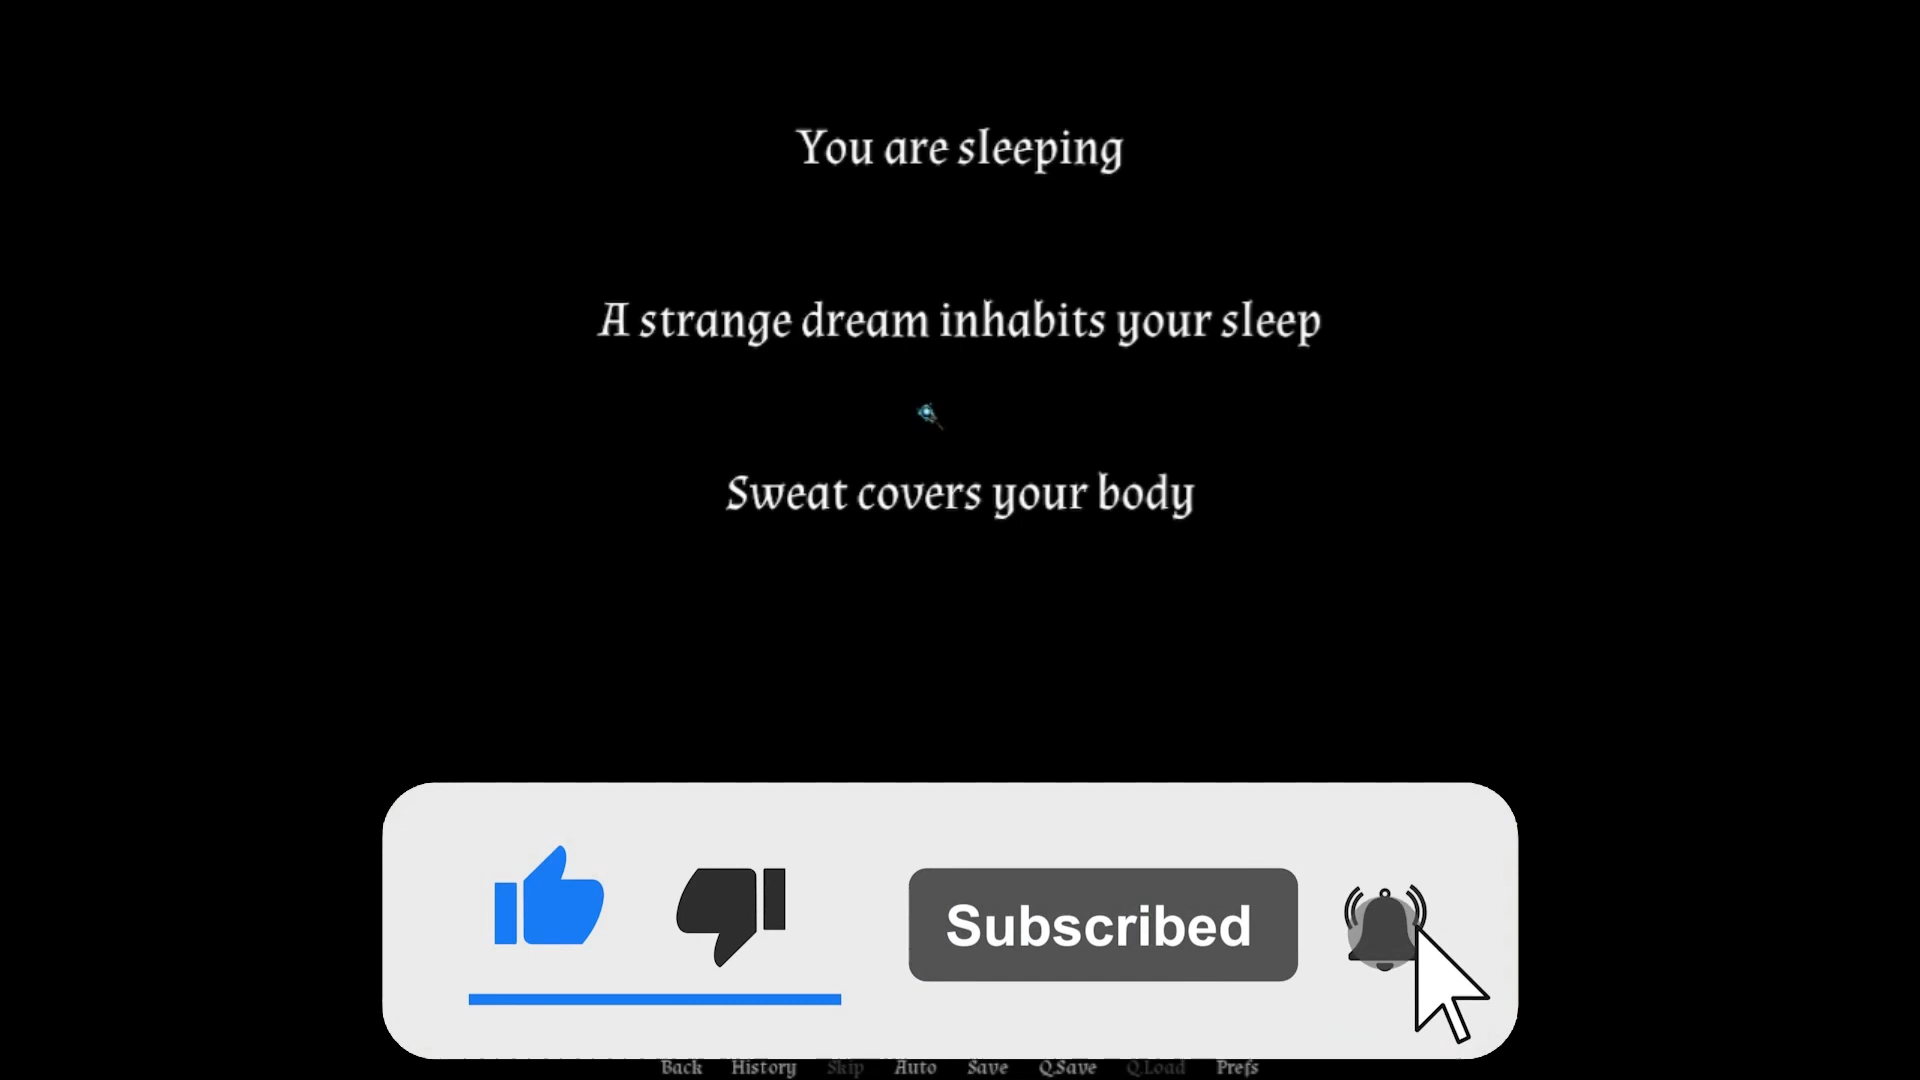 You are sleeping
A strange dream inhabits your sleep
Sweat covers your body
Subscribed
Back History Skip Auto Save Q.Save Q.Load Prefs